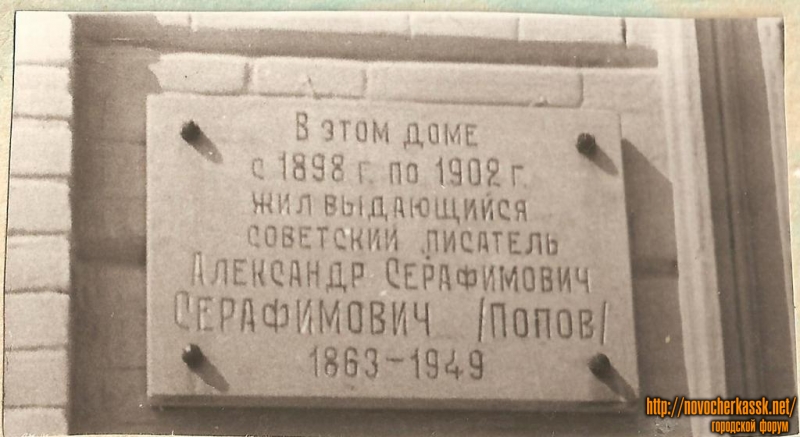 В ЭТОМ ДОМЕ
с 1898 г. по 1902 г.
ЖИЛ ВЫДАЮЩИЙСЯ
СОВЕТСКИЙ ПИСАТЕЛЬ
АЛЕКСАНДР СЕРАФИМОВИЧ
СЕРАФИМОВИЧ /ПОПОВ/
1863-1949
http://novocherkassk.net/
городской форум